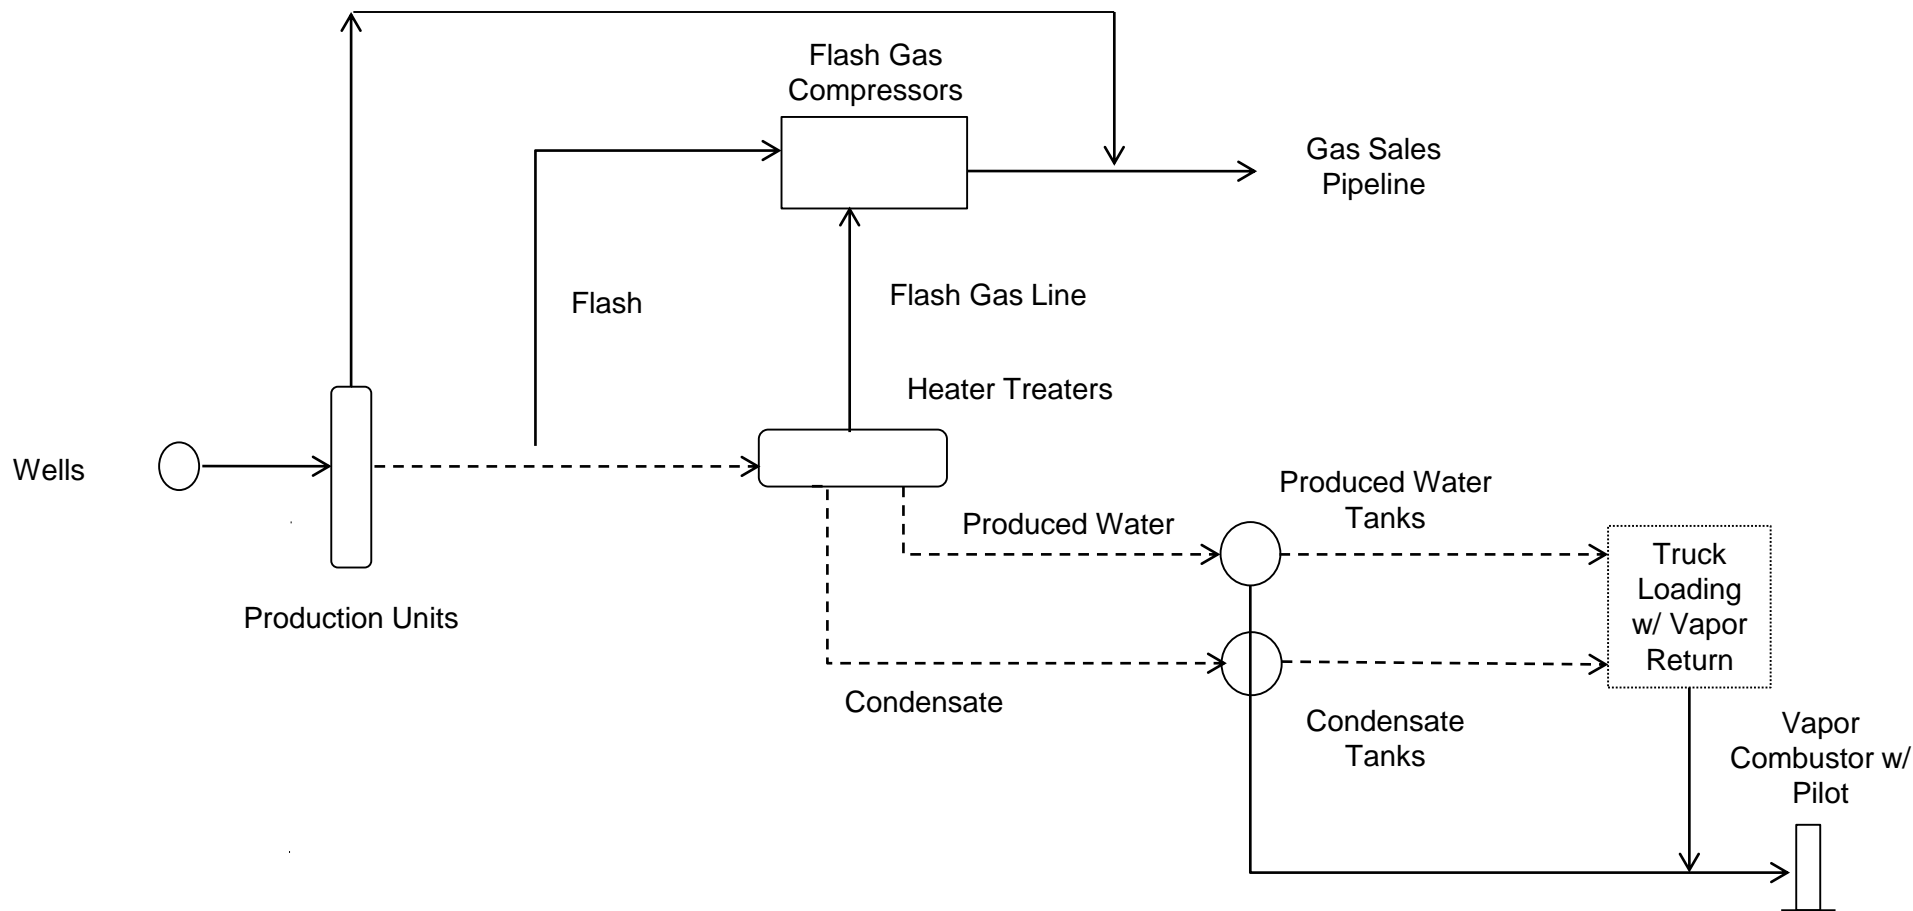 Flash Gas
Compressors
Gas Sales
Pipeline
Flash
Flash Gas Line
Heater Treaters
Wells
Produced Water
Tanks
Produced Water
Truck
Loading
w/ Vapor
Return
Production Units
Condensate
Condensate
Tanks
Vapor
Combustor w/
Pilot